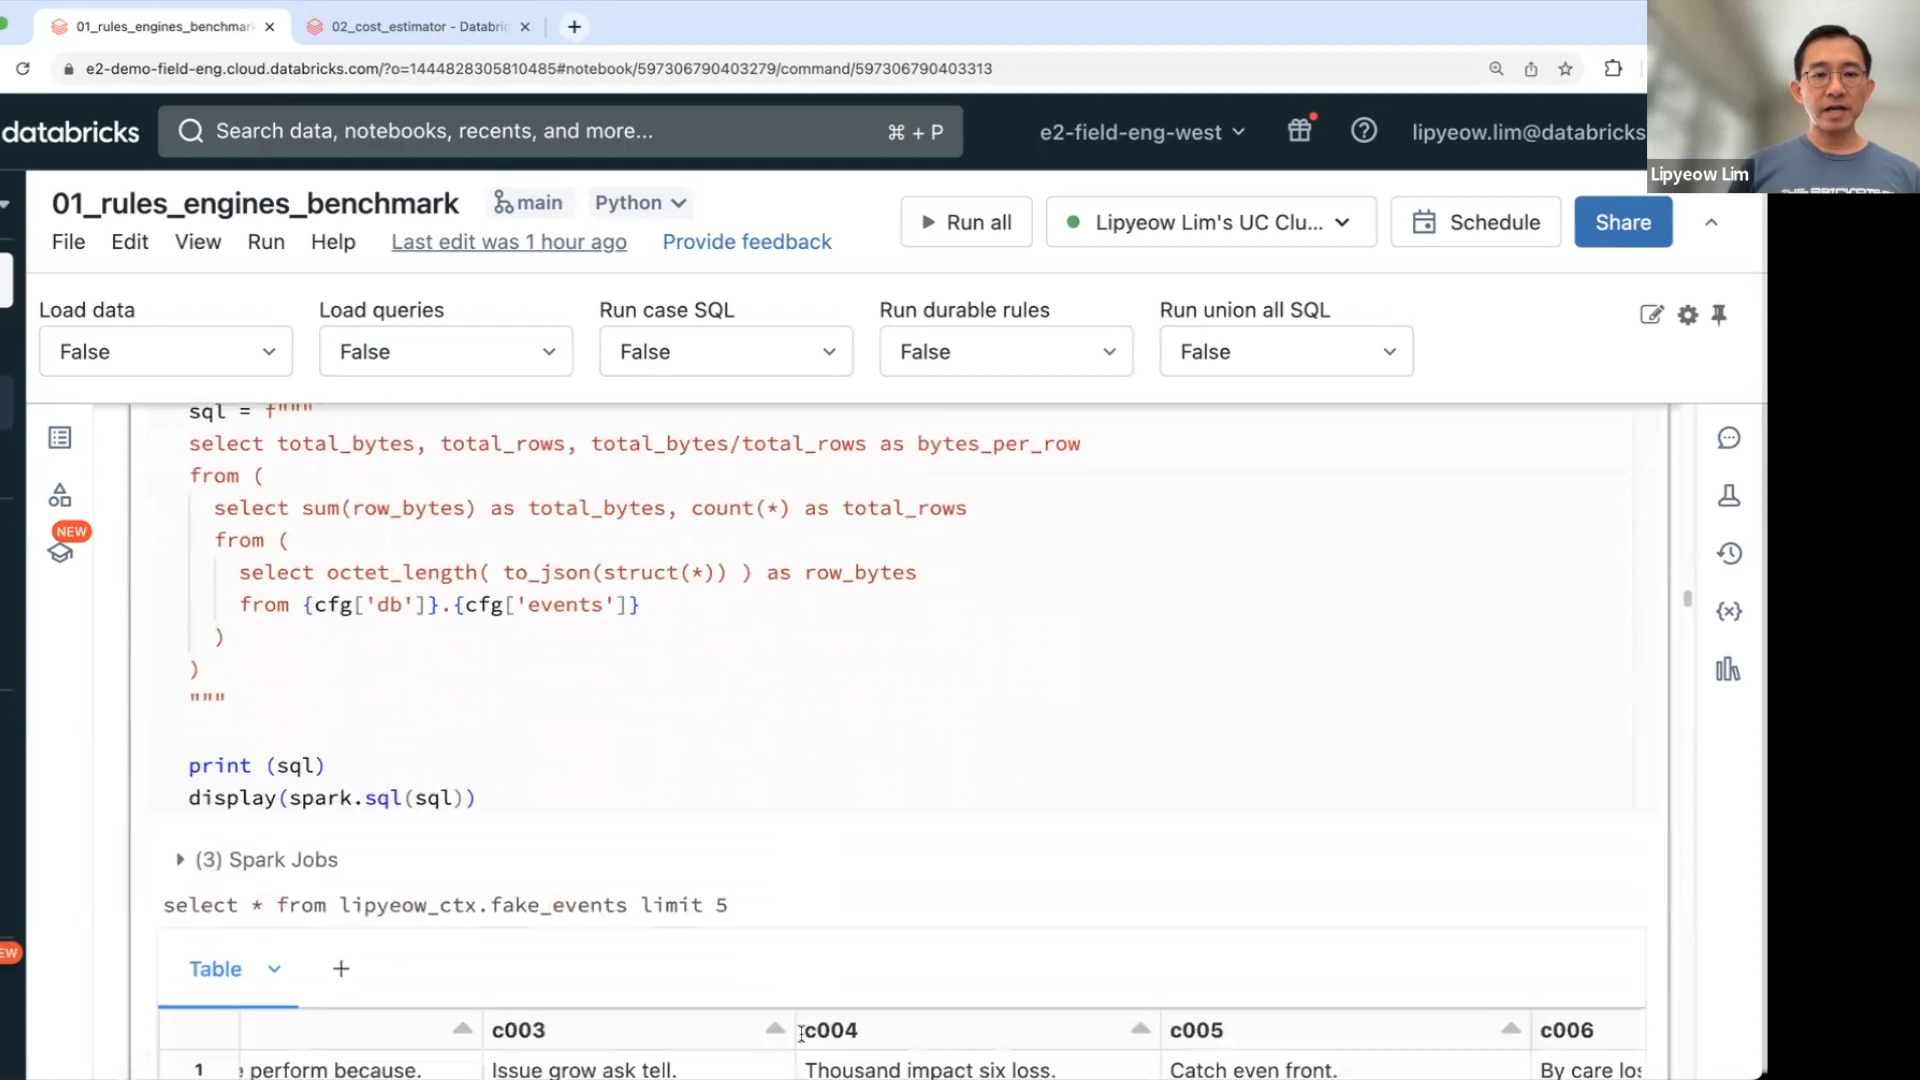 01_rules_engines_benchmar
02_cost_estimator - Databric
e2-demo-field-eng.cloud.databricks.com/?o=1444828305810485#notebook/597306790403279/command/597306790403313
databricks
Search data, notebooks, recents, and more...
⌘ + P
e2-field-eng-west
lipyeow.lim@databricks
Lipyeow Lim
01_rules_engines_benchmark
main
Python
Run all
Lipyeow Lim's UC Clu...
Schedule
Share
File Edit View Run Help Last edit was 1 hour ago Provide feedback
Load data
Load queries
Run case SQL
Run durable rules
Run union all SQL
False
False
False
False
False
sql = f"""
select total_bytes, total_rows, total_bytes/total_rows as bytes_per_row
from (
select sum(row_bytes) as total_bytes, count(*) as total_rows
from (
select octet_length( to_json(struct(*)) ) as row_bytes
from {cfg['db']}.{cfg['events']}
)
)
"""
print (sql)
display(spark.sql(sql))
NEW
(3) Spark Jobs
select * from lipyeow_ctx.fake_events limit 5
EW
Table
+
c003 c004 c005 c006
1 perform because. Issue grow ask tell. Thousand impact six loss. Catch even front. By care los